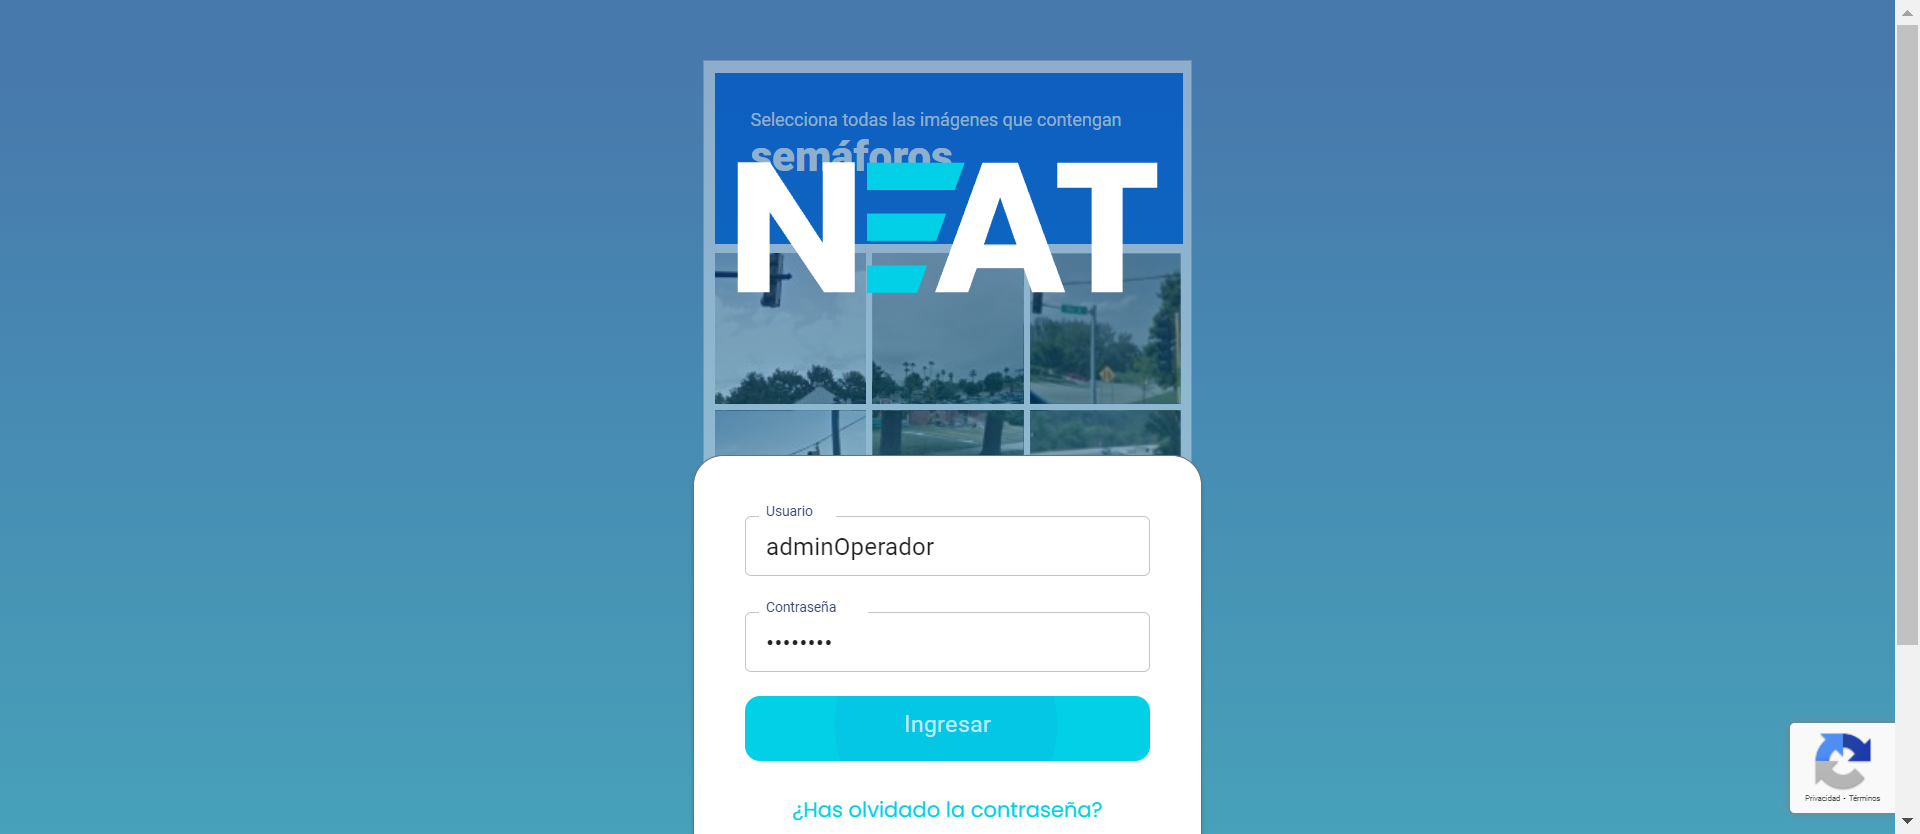 Selecciona todas las imágenes que contengan
semáforos
NEAT
Usuario
adminOperador
Contraseña
••••••••
Ingresar
¿Has olvidado la contraseña?
Privacidad - Términos